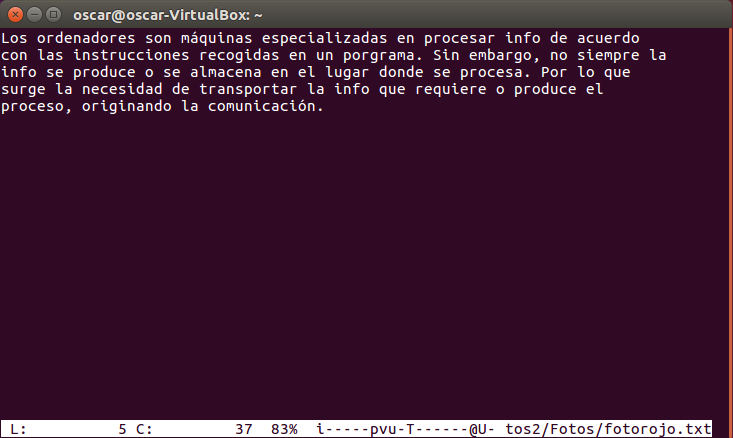 oscar@oscar-VirtualBox: ~
Los ordenadores son máquinas especializadas en procesar info de acuerdo
con las instrucciones recogidas en un porgrama. Sin embargo, no siempre la
info se produce o se almacena en el lugar donde se procesa. Por lo que
surge la necesidad de transportar la info que requiere o produce el
proceso, originando la comunicación.
L: 5 C: 37 83% i-----pvu-T------@U- tos2/Fotos/fotorojo.txt